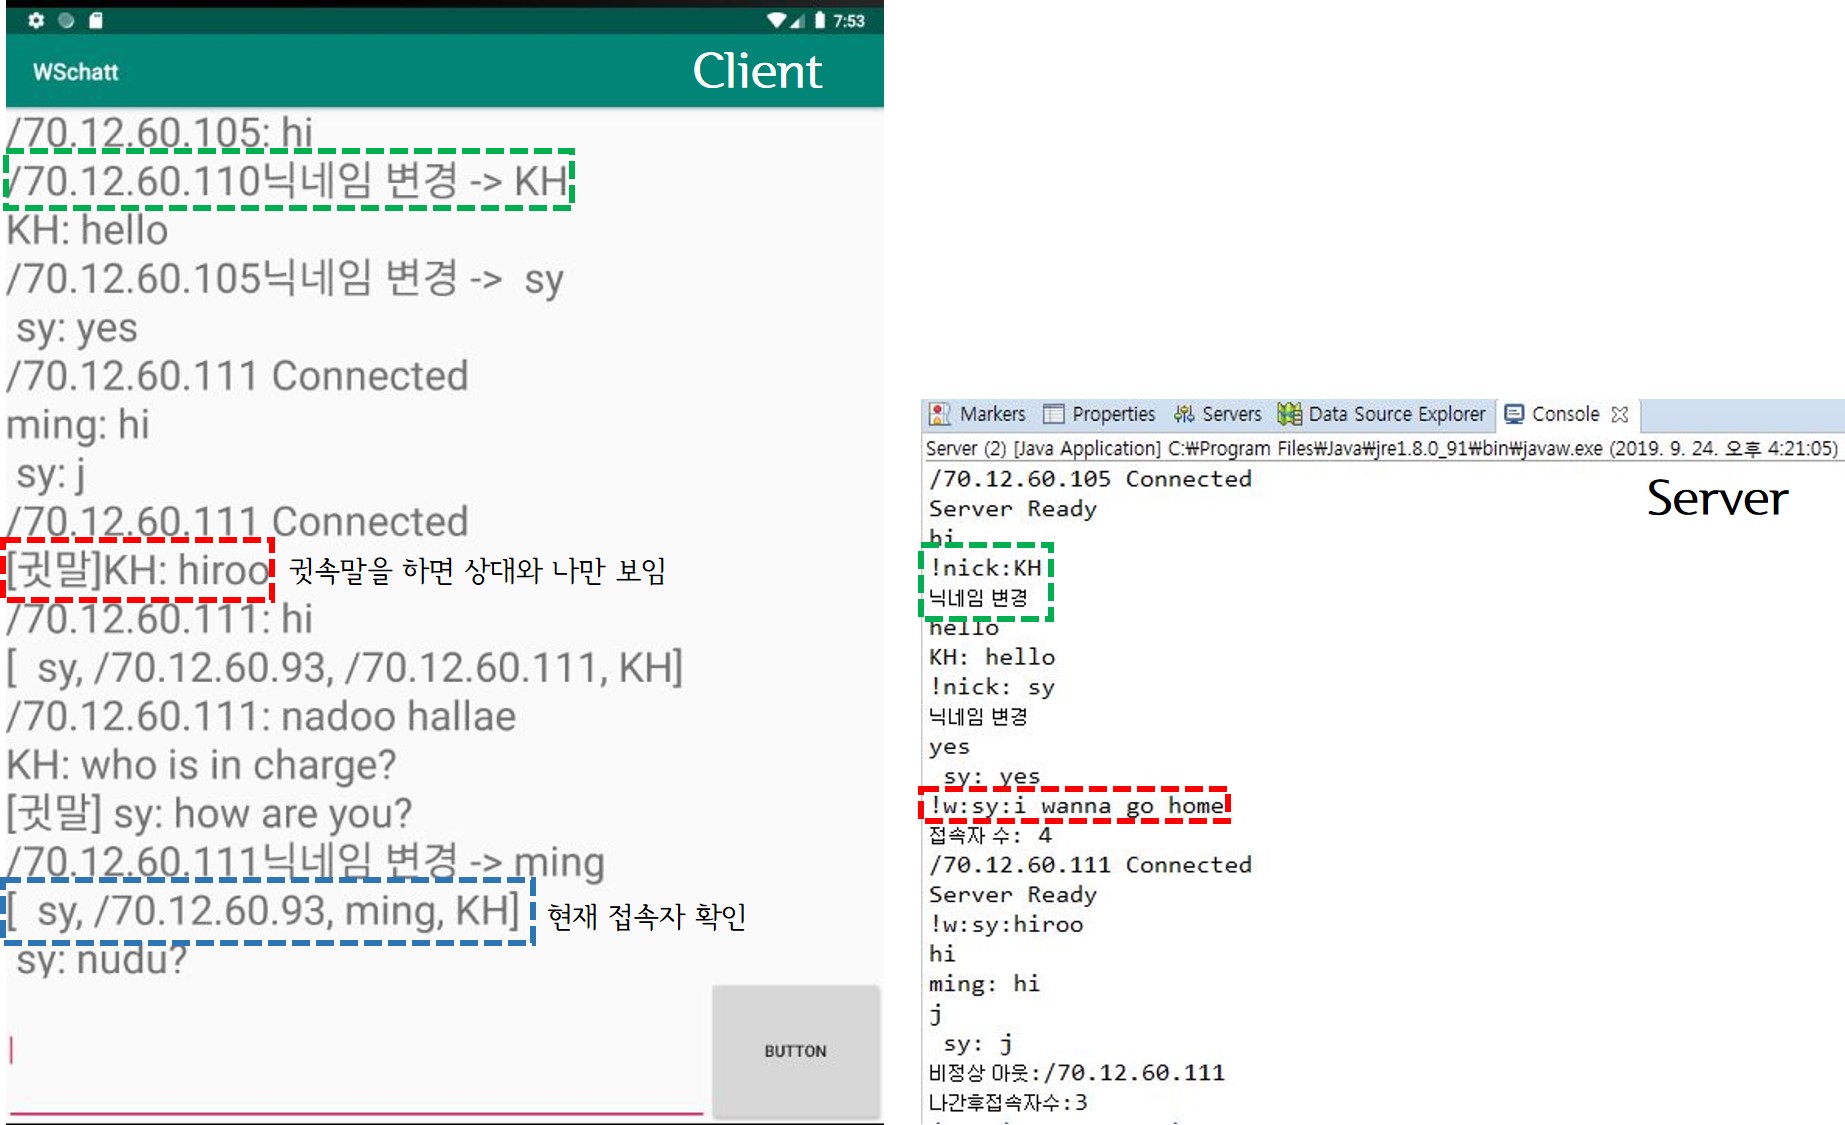 7:53
WSchatt
Client
/70.12.60.105: hi
/70.12.60.110닉네임 변경 -> KH
KH: hello
/70.12.60.105닉네임 변경 ->  sy
 sy: yes
/70.12.60.111 Connected
ming: hi
 sy: j
/70.12.60.111 Connected
[귓말]KH: hiroo
귓속말을 하면 상대와 나만 보임
/70.12.60.111: hi
[  sy, /70.12.60.93, /70.12.60.111, KH]
/70.12.60.111: nadoo hallae
KH: who is in charge?
[귓말] sy: how are you?
/70.12.60.111닉네임 변경 -> ming
[  sy, /70.12.60.93, ming, KH]
현재 접속자 확인
 sy: nudu?
BUTTON
Markers Properties Servers Data Source Explorer Console
Server (2) [Java Application] C:₩Program Files₩Java₩jre1.8.0_91₩bin₩javaw.exe (2019. 9. 24. 오후 4:21:05)
Server
/70.12.60.105 Connected
Server Ready
hi
!nick:KH
닉네임 변경
hello
KH: hello
!nick: sy
닉네임 변경
yes
 sy: yes
!w:sy:i wanna go home
접속자 수: 4
/70.12.60.111 Connected
Server Ready
!w:sy:hiroo
hi
ming: hi
j
 sy: j
비정상 아웃:/70.12.60.111
나간후접속자수:3